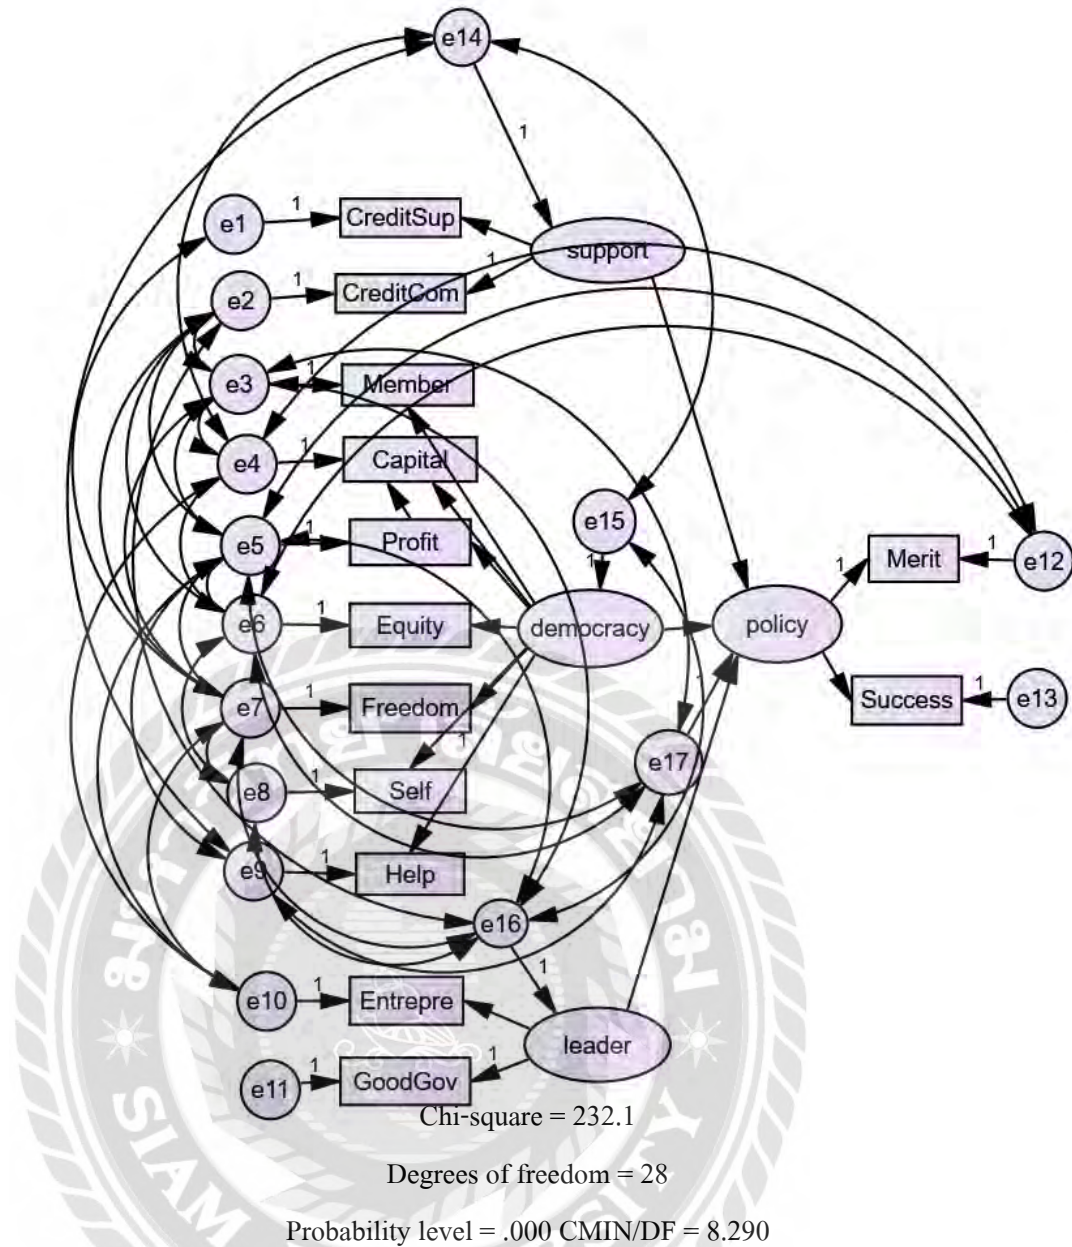 e14
1
e1
1
CreditSup
support
e2
1
CreditCom
1
e3
1
Member
e4
1
Capital
e5
1
Profit
e15
1
Merit
1
1
e12
e6
1
Equity
democracy
policy
e7
1
Freedom
Success
1
e13
1
e17
e8
1
Self
e9
1
Help
e16
1
e10
1
Entrepre
leader
e11
1
GoodGov
1
Chi-square = 232.1
Degrees of freedom = 28
SIAM
Probability level = .000 CMIN/DF = 8.290